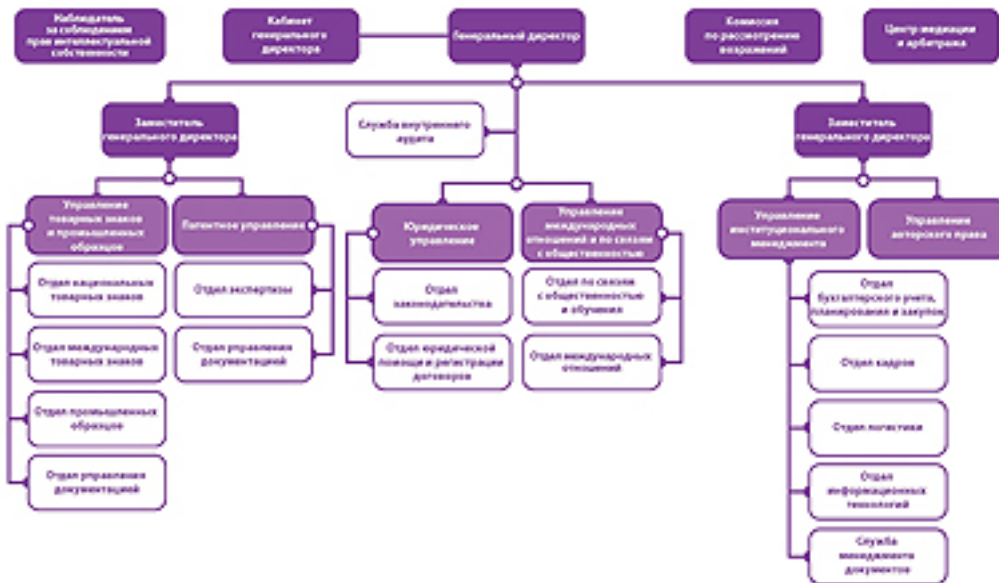 Наблюдатель
за соблюдением
прав интеллектуальной
собственности
Кабинет
генерального
директора
Генеральный директор
Комиссия
по рассмотрению
возражений
Центр медиации
и арбитража
Заместитель
генерального директора
Служба внутреннего
аудита
Заместитель
генерального директора
Управление
товарных знаков
и промышленных
образцов
Патентное управление
Юридическое
управление
Управление
международных
отношений и по связям
с общественностью
Управление
институционального
менеджмента
Управление
авторского права
Отдел национальных
товарных знаков
Отдел экспертизы
Отдел
законодательства
Отдел по связям
с общественностью
и обучения
Отдел
бухгалтерского учета,
планирования и закупок
Отдел международных
товарных знаков
Отдел управления
документацией
Отдел юридической
помощи и регистрации
договоров
Отдел международных
отношений
Отдел кадров
Отдел промышленных
образцов
Отдел логистики
Отдел управления
документацией
Отдел
информационных
технологий
Служба
менеджмента
документов